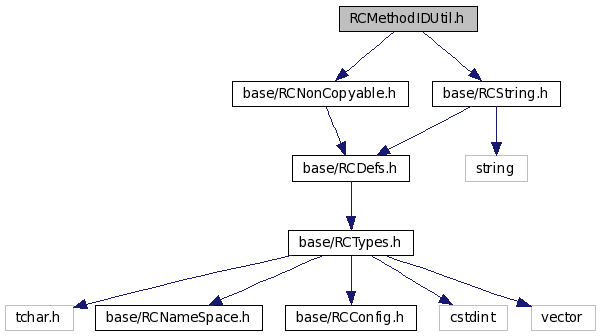 RCMethodIDUtil.h
base/RCNonCopyable.h
base/RCString.h
base/RCDefs.h
string
base/RCTypes.h
tchar.h
base/RCNameSpace.h
base/RCConfig.h
cstdint
vector